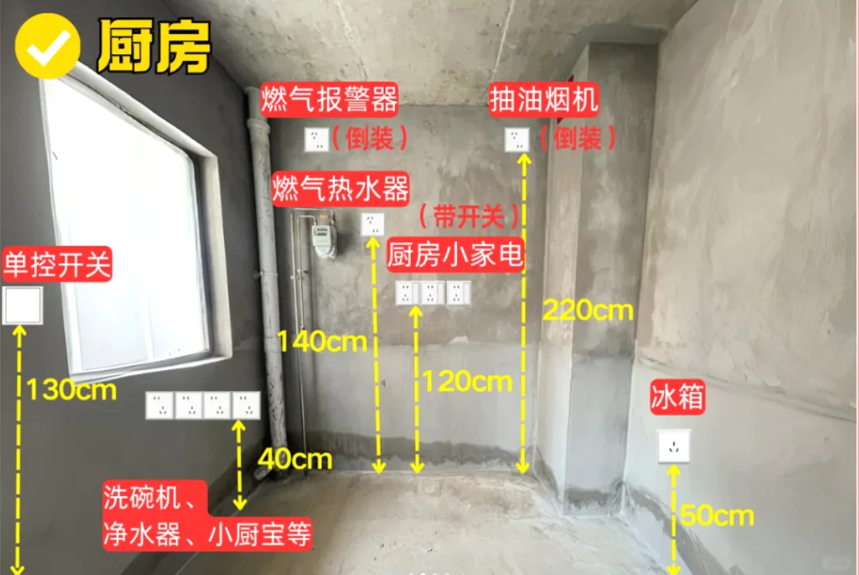 厨房
燃气报警器
（倒装）
抽油烟机
（倒装）
燃气热水器
（带开关）
厨房小家电
单控开关
220cm
140cm
120cm
130cm
冰箱
40cm
洗碗机、
净水器、小厨宝等
50cm